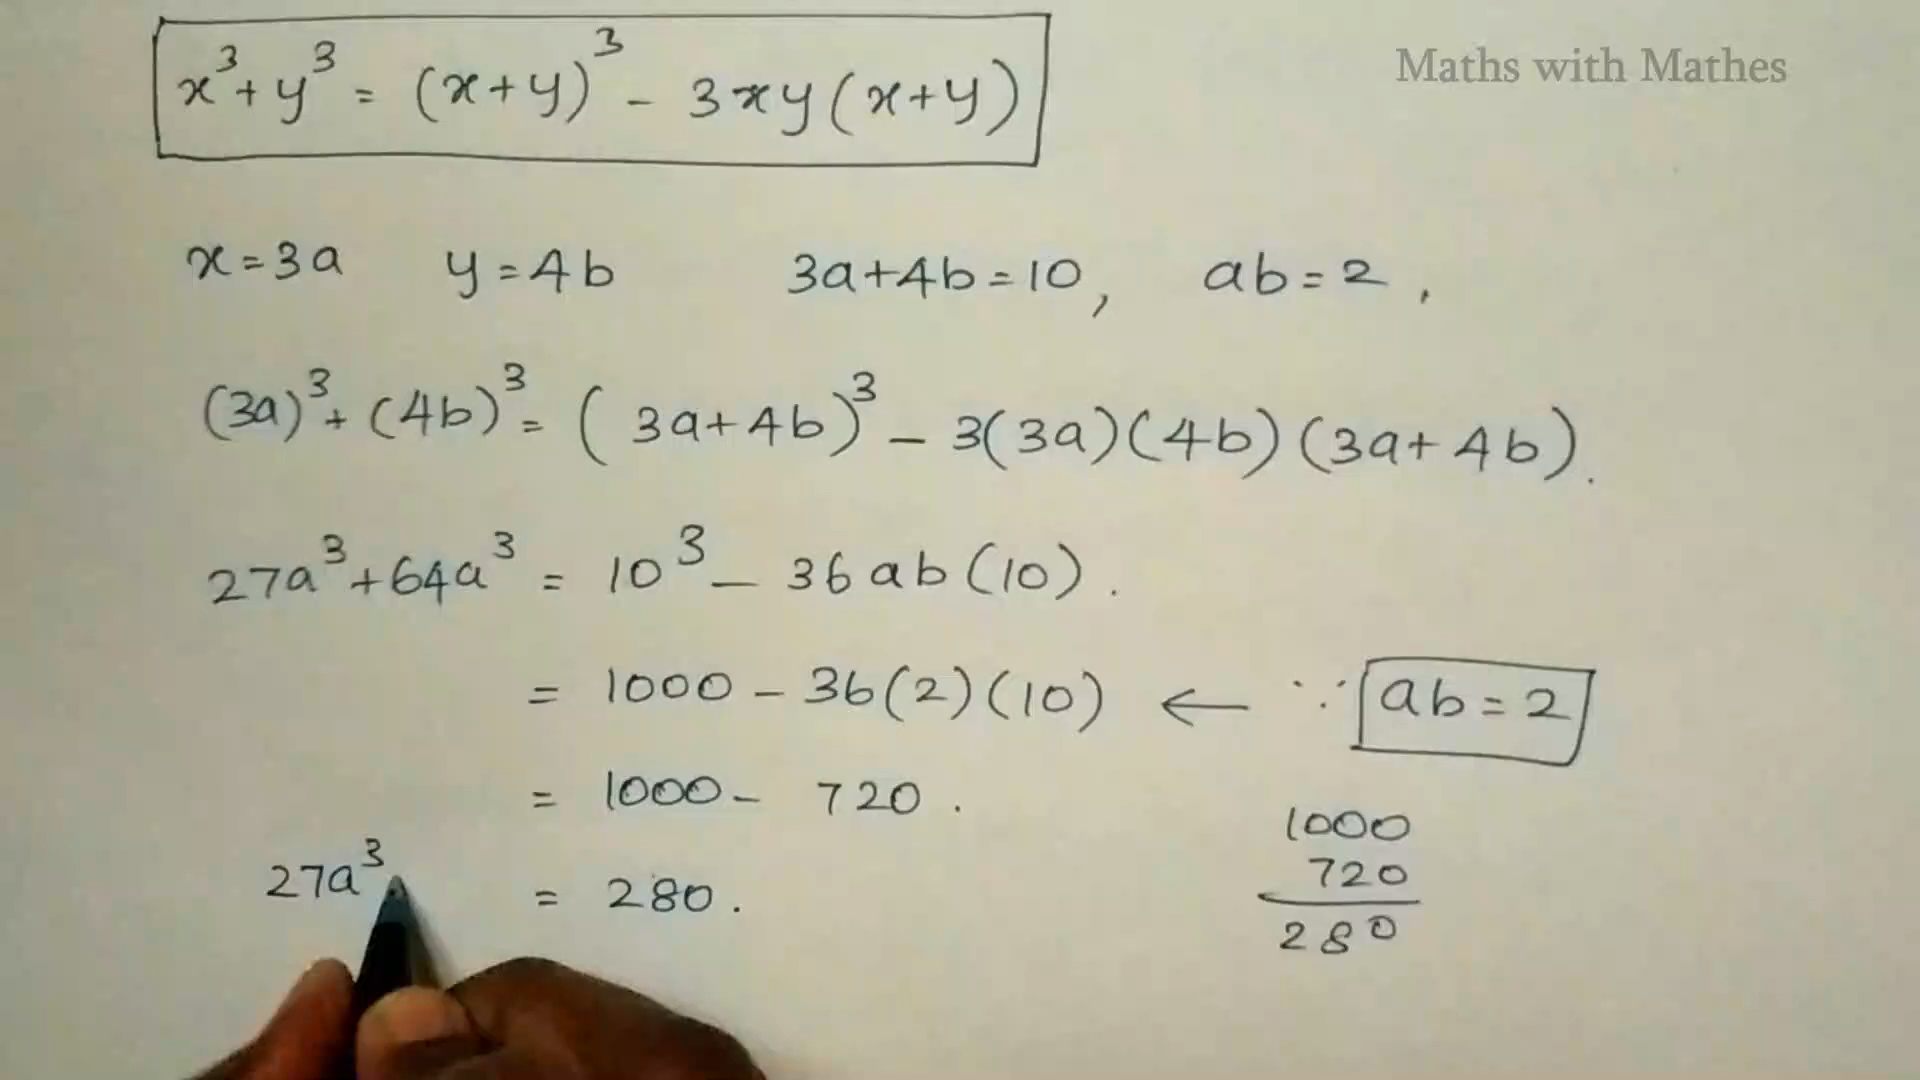 Maths with Mathes
x³+y³ = (x+y)³ - 3xy(x+y)
x=3a y=4b 3a+4b=10, ab=2.
(3a)³+(4b)³= (3a+4b)³ - 3(3a)(4b)(3a+4b).
27a³+64a³ = 10³ - 36ab(10).
= 1000 - 36(2)(10) ← ∵ ab=2
= 1000 - 720.
27a³ = 280.
1000
720
280